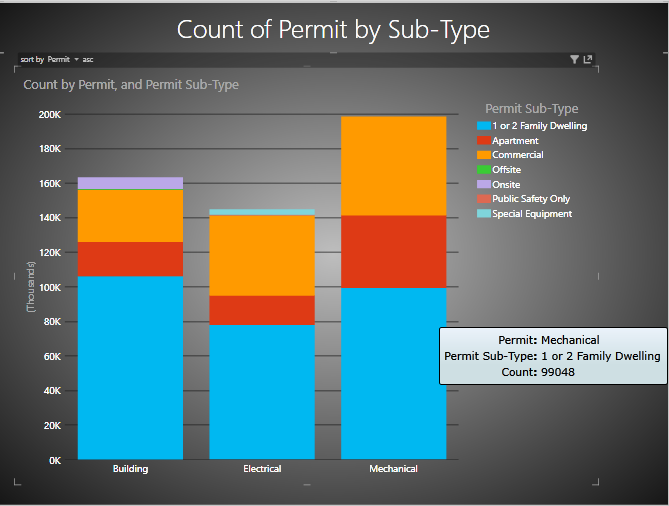 Count of Permit by Sub-Type
sort by Permit asc
Count by Permit, and Permit Sub-Type
Permit Sub-Type
1 or 2 Family Dwelling
Apartment
Commercial
Offsite
Onsite
Public Safety Only
Special Equipment
(Thousands)
200K
180K
160K
140K
120K
100K
80K
60K
40K
20K
0K
Building Electrical Mechanical
Permit: Mechanical
Permit Sub-Type: 1 or 2 Family Dwelling
Count: 99048